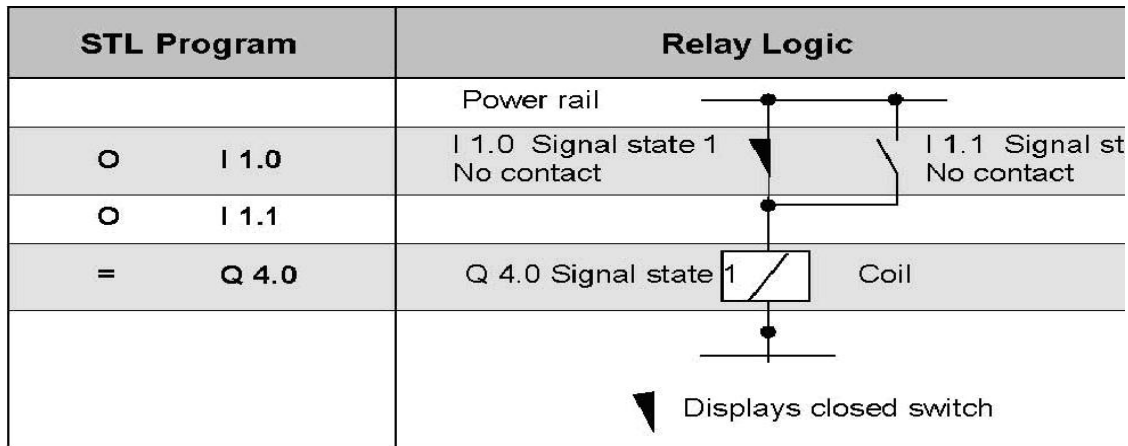 STL Program Relay Logic
Power rail
O I 1.0 I 1.0 Signal state 1 I 1.1 Signal
No contact No contact
O I 1.1
= Q 4.0 Q 4.0 Signal state 1 Coil
Displays closed switch